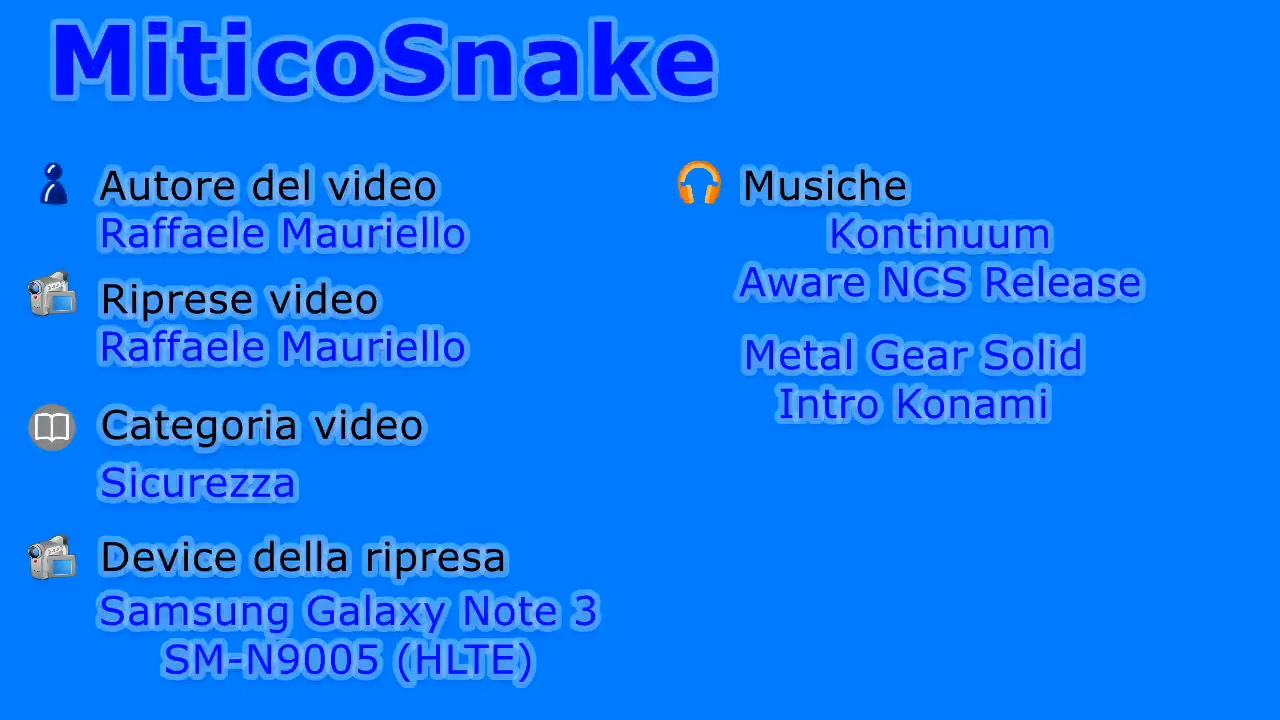 MiticoSnake
Autore del video
Raffaele Mauriello
Riprese video
Raffaele Mauriello
Categoria video
Sicurezza
Device della ripresa
Samsung Galaxy Note 3
SM-N9005 (HLTE)
Musiche
Kontinuum
Aware NCS Release
Metal Gear Solid
Intro Konami